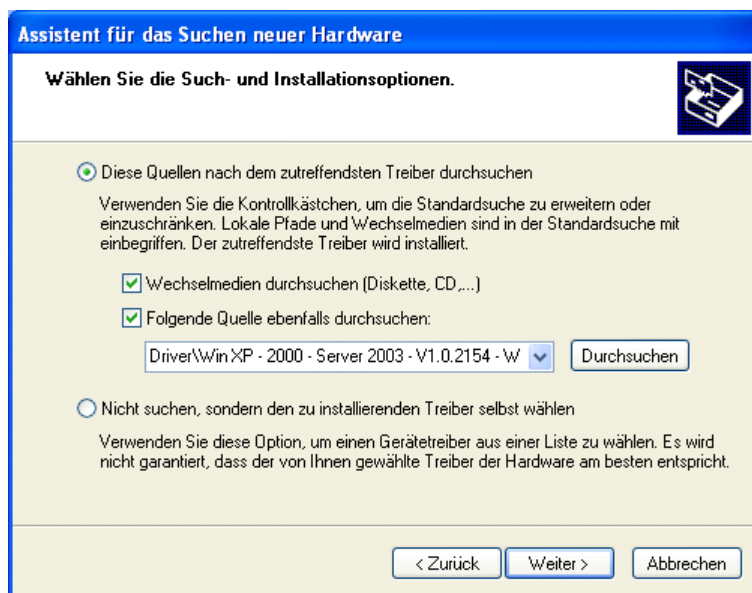 Assistent für das Suchen neuer Hardware
Wählen Sie die Such- und Installationsoptionen.
Diese Quellen nach dem zutreffendsten Treiber durchsuchen
Verwenden Sie die Kontrollkästchen, um die Standardsuche zu erweitern oder
einzuschränken. Lokale Pfade und Wechselmedien sind in der Standardsuche mit
einbegriffen. Der zutreffendste Treiber wird installiert.
Wechselmedien durchsuchen (Diskette, CD,...)
Folgende Quelle ebenfalls durchsuchen:
Driver\Win XP - 2000 - Server 2003 - V1.0.2154 - W
Durchsuchen
Nicht suchen, sondern den zu installierenden Treiber selbst wählen
Verwenden Sie diese Option, um einen Gerätetreiber aus einer Liste zu wählen. Es wird
nicht garantiert, dass der von Ihnen gewählte Treiber der Hardware am besten entspricht.
< Zurück Weiter > Abbrechen